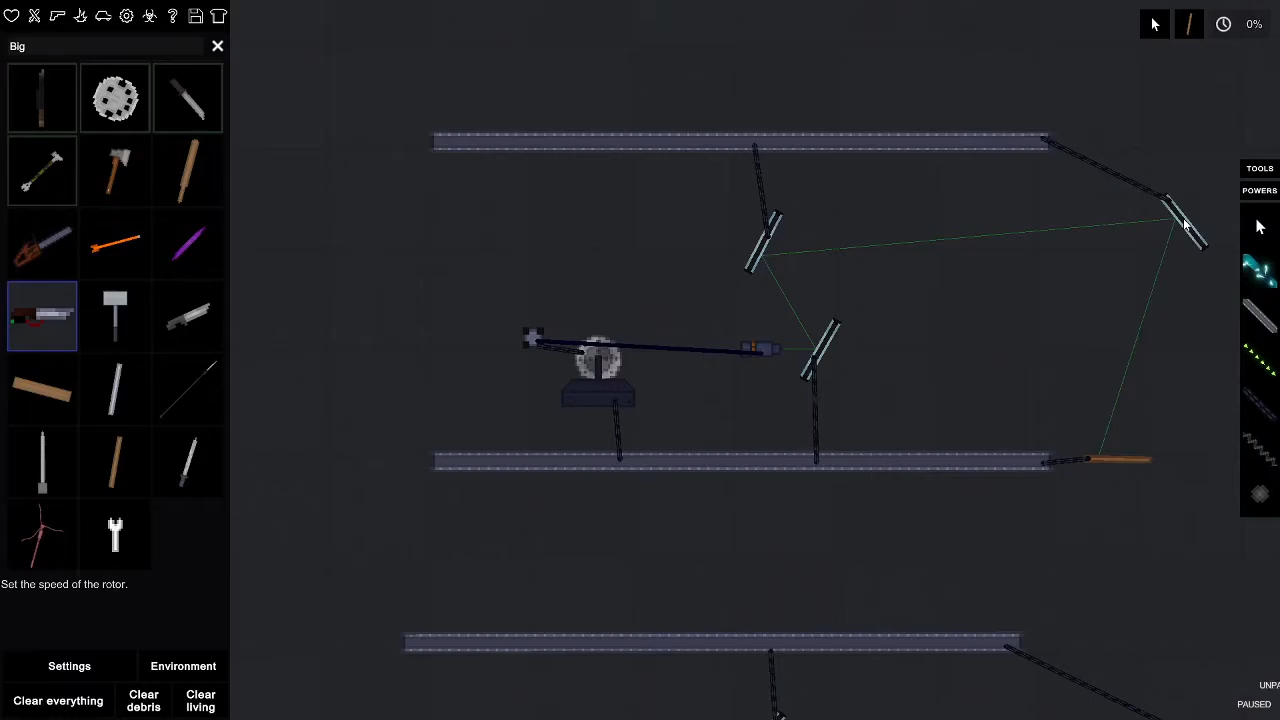 Big
0%
TOOLS
POWERS
Set the speed of the rotor.
Settings
Environment
Clear everything
Clear debris
Clear living
UNPA
PAUSED